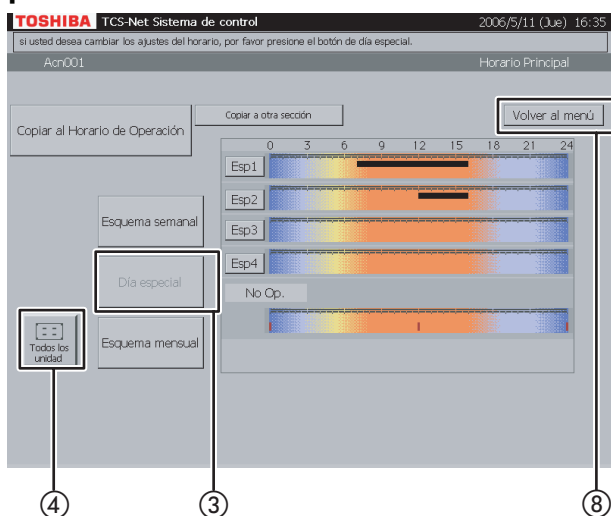 TOSHIBA TCS-Net Sistema de control 2006/5/11 (Jue) 16:35
si usted desea cambiar los ajustes del horario, por favor presione el botón de día especial.
Acn001 Horario Principal
Copiar al Horario de Operación
Copiar a otra sección
Volver al menú
0 3 6 9 12 15 18 21 24
Esp1
Esp2
Esquema semanal
Esp3
Esp4
Día especial
No Op.
Todos los
unidad
Esquema mensual
④ ③ ⑧